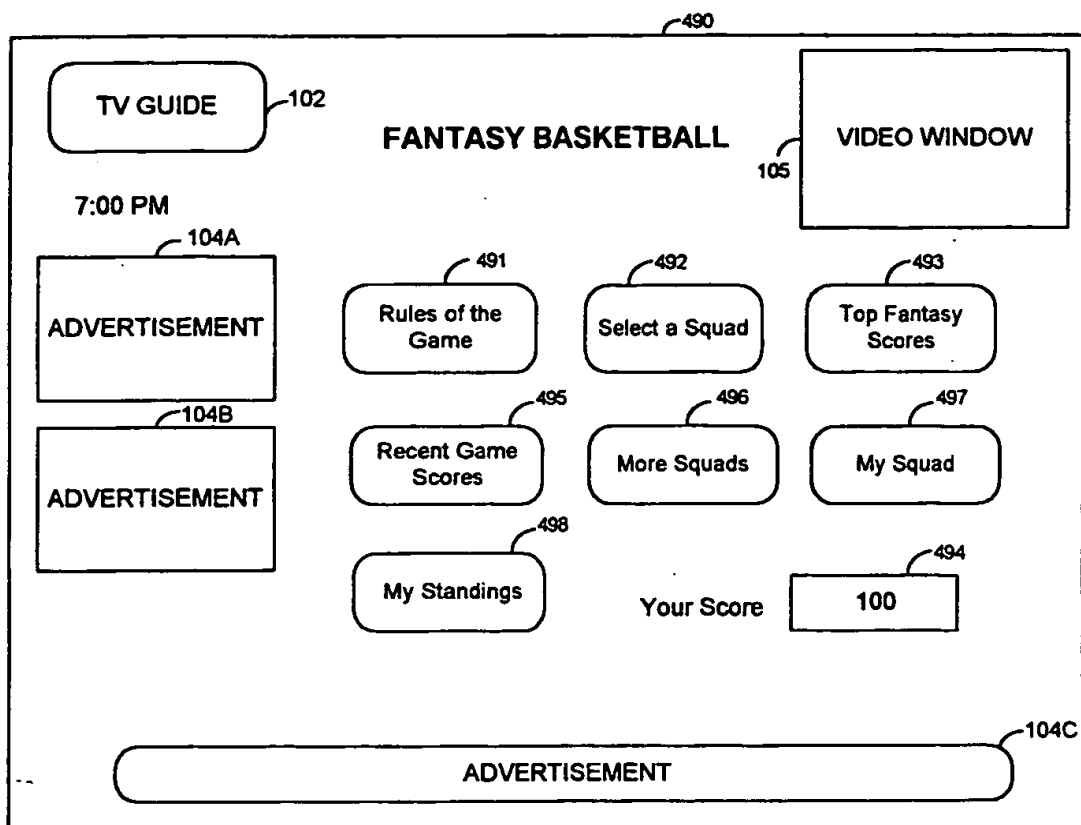 490
TV GUIDE
102
FANTASY BASKETBALL
VIDEO WINDOW
105
7:00 PM
104A
ADVERTISEMENT
491
Rules of the
Game
492
Select a Squad
493
Top Fantasy
Scores
104B
ADVERTISEMENT
495
Recent Game
Scores
496
More Squads
497
My Squad
498
My Standings
Your Score
494
100
104C
ADVERTISEMENT